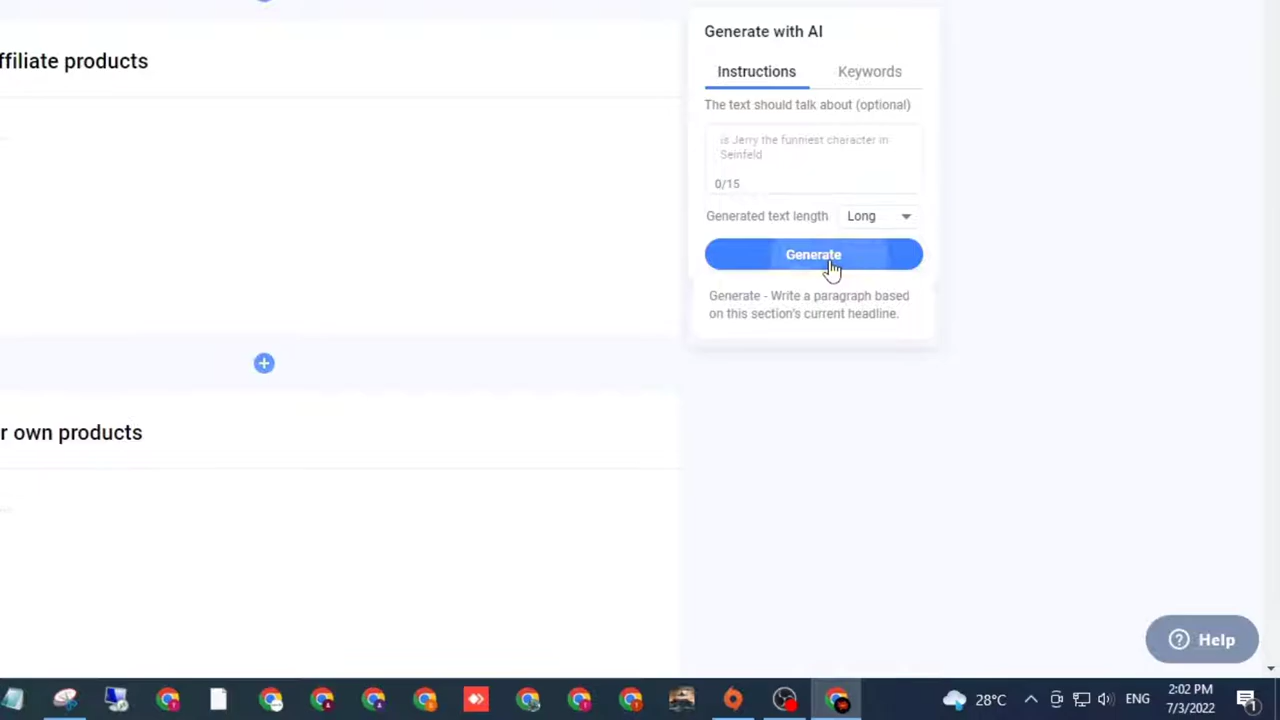 Generate with AI
ffiliate products
Instructions
Keywords
The text should talk about (optional)
is Jerry the funniest character in
Seinfeld
0/15
Generated text length
Long
Generate
Generate - Write a paragraph based
on this section's current headline.
r own products
Help
28°C
ENG
2:02 PM
7/3/2022
1